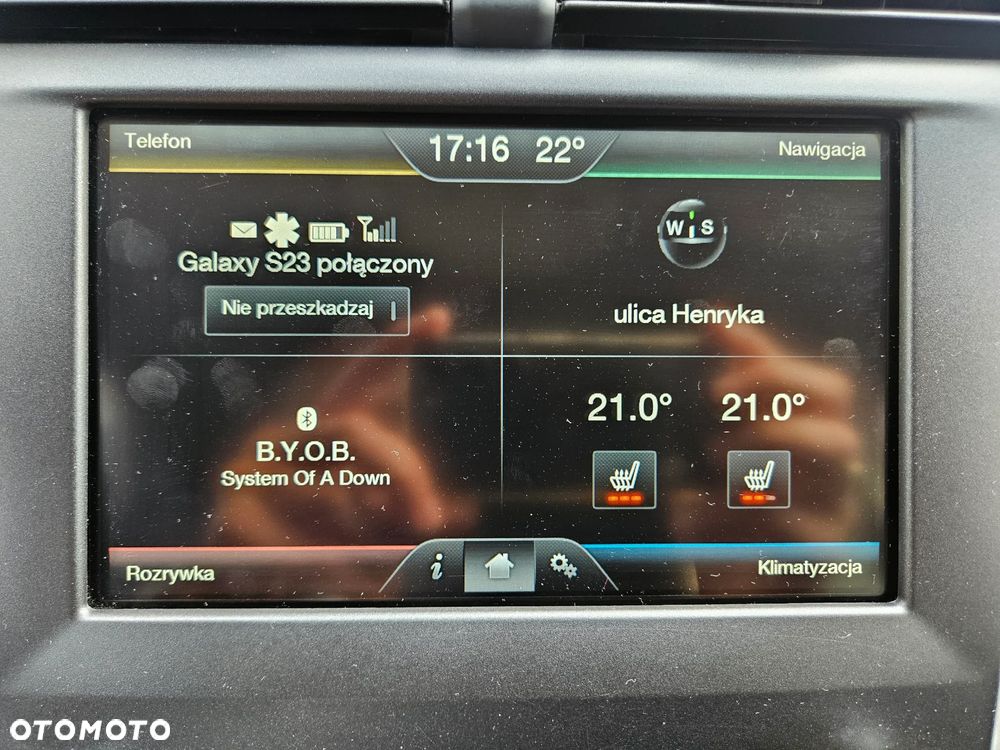 Telefon
17:16 22°
Nawigacja
Galaxy S23 połączony
Nie przeszkadzaj
W S
ulica Henryka
B.Y.O.B.
System Of A Down
21.0° 21.0°
Rozrywka
i
Klimatyzacja
OTOMOTO